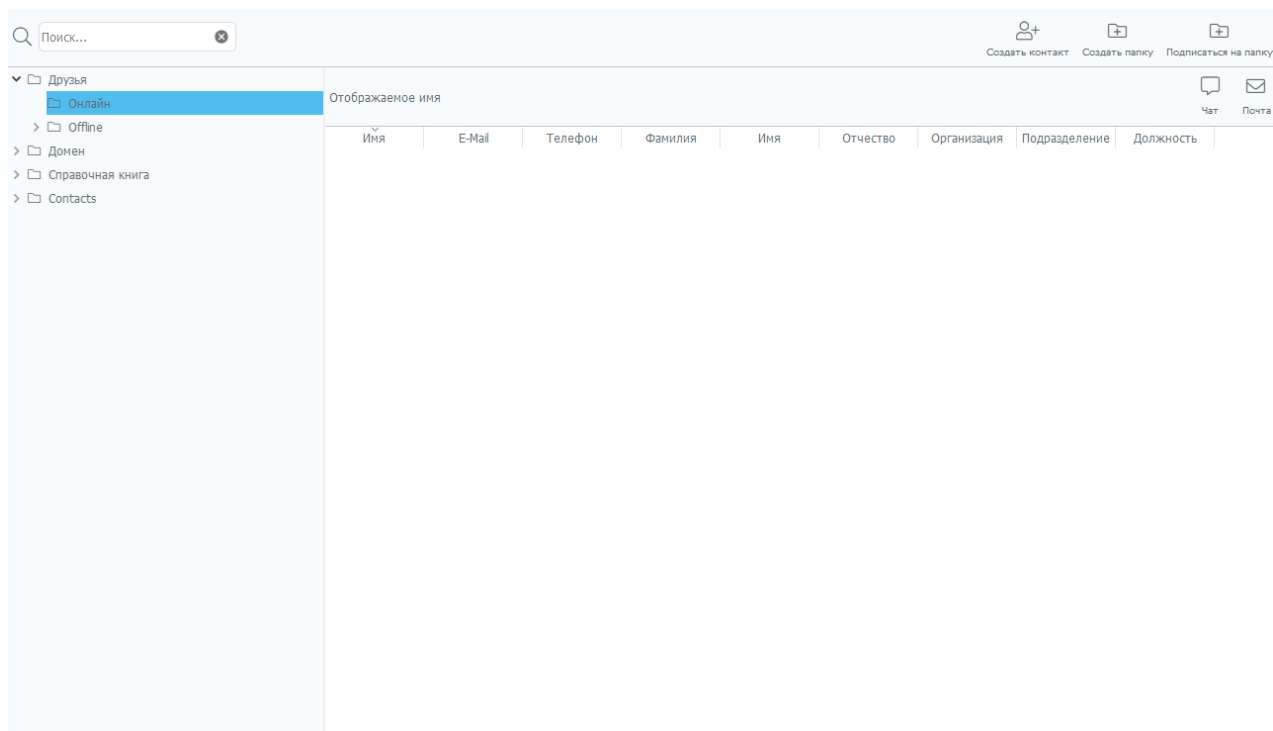 Поиск...
Создать контакт Создать папку Подписаться на папку
Друзья
Онлайн
Offline
Домен
Справочная книга
Contacts
Отображаемое имя
Чат Почта
Имя E-Mail Телефон Фамилия Имя Отчество Организация Подразделение Должность